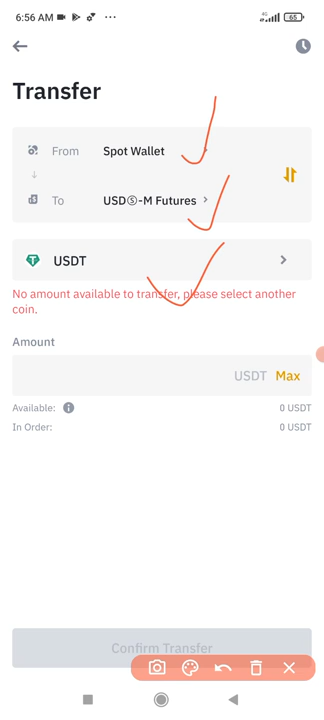 6:56 AM
4G
65
Transfer
From Spot Wallet
To USDⓈ-M Futures
USDT
No amount available to transfer, please select another
coin.
Amount
USDT Max
Available: 0 USDT
In Order: 0 USDT
Confirm Transfer